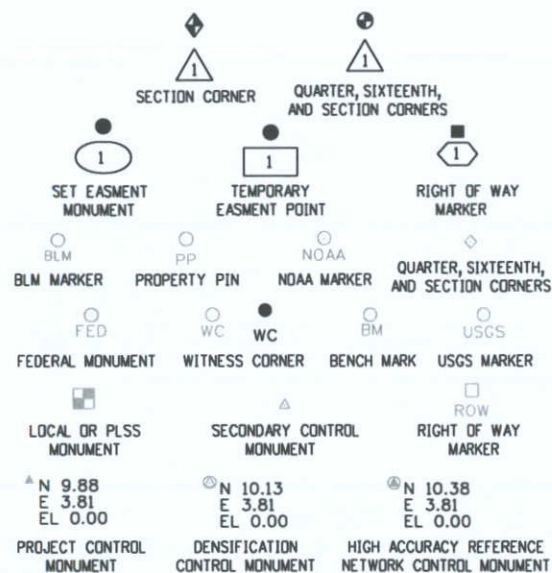 1 1
SECTION CORNER
QUARTER, SIXTEENTH,
AND SECTION CORNERS
1 1 1
SET EASMENT
MONUMENT
TEMPORARY
EASMENT POINT
RIGHT OF WAY
MARKER
BLM
BLM MARKER
PP
PROPERTY PIN
NOAA
NOAA MARKER
QUARTER, SIXTEENTH,
AND SECTION CORNERS
FED
FEDERAL MONUMENT
WC WC
WITNESS CORNER
BM
BENCH MARK
USGS
USGS MARKER
LOCAL OR PLSS
MONUMENT
SECONDARY CONTROL
MONUMENT
ROW
RIGHT OF WAY
MARKER
N 9.88
E 3.81
EL 0.00
PROJECT CONTROL
MONUMENT
N 10.13
E 3.81
EL 0.00
DENSIFICATION
CONTROL MONUMENT
N 10.38
E 3.81
EL 0.00
HIGH ACCURACY REFERENCE
NETWORK CONTROL MONUMENT